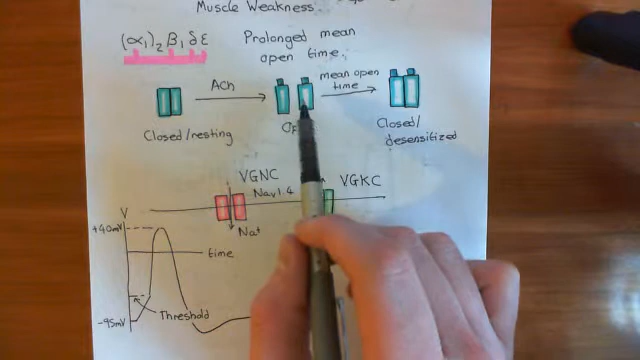 Muscle Weakness.
(α₁)₂ β₁ δ ε
Prolonged mean
open time.
ACh
mean open
time
Closed/resting
Closed/
desensitized
VGNC
Nav1.4
VGKC
Na⁺
V
+40mV
time
Threshold
-95mV